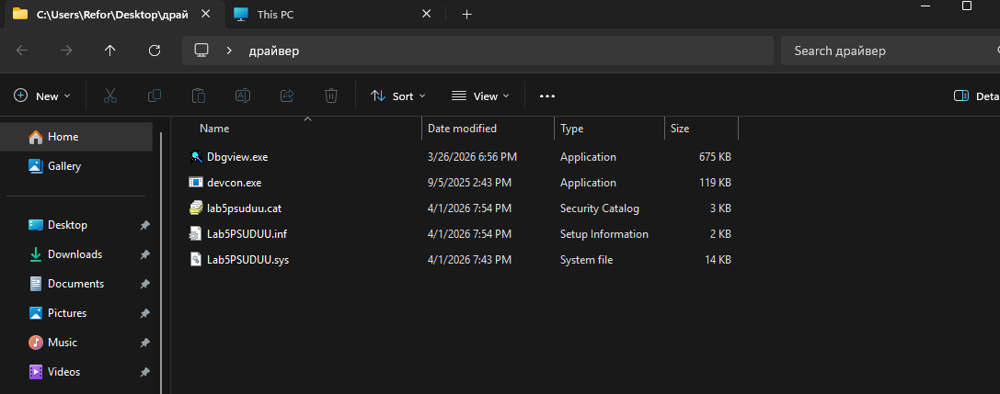 C:\Users\Refor\Desktop\драй
This PC
драйвер
Search драйвер
New
Sort
View
Deta
Name
Date modified
Type
Size
Home
Gallery
Desktop
Downloads
Documents
Pictures
Music
Videos
Dbgview.exe 3/26/2026 6:56 PM Application 675 KB
devcon.exe 9/5/2025 2:43 PM Application 119 KB
lab5psuduu.cat 4/1/2026 7:54 PM Security Catalog 3 KB
Lab5PSUDUU.inf 4/1/2026 7:54 PM Setup Information 2 KB
Lab5PSUDUU.sys 4/1/2026 7:43 PM System file 14 KB